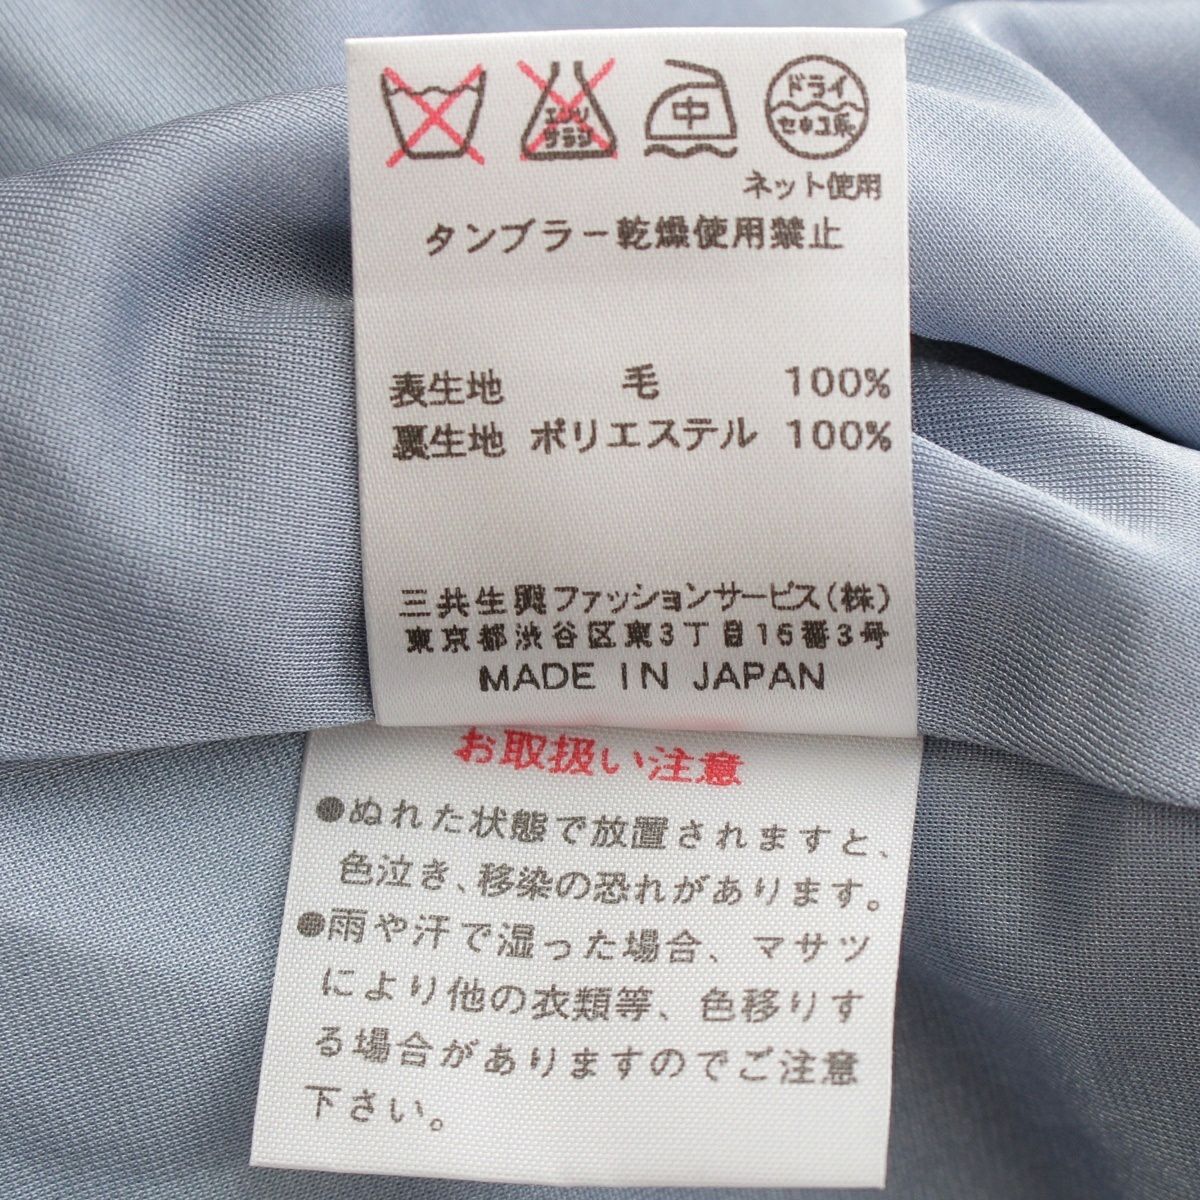 エンソ
サラシ
中
ドライ
セキユ系
ネット使用
タンブラー乾燥使用禁止
表生地 毛 100%
裏生地 ポリエステル 100%
三共生興ファッションサービス(株)
東京都渋谷区東3丁目16番3号
MADE IN JAPAN
お取扱い注意
●ぬれた状態で放置されますと、
色泣き、移染の恐れがあります。
●雨や汗で湿った場合、マサツ
により他の衣類等、色移りす
る場合がありますのでご注意
下さい。